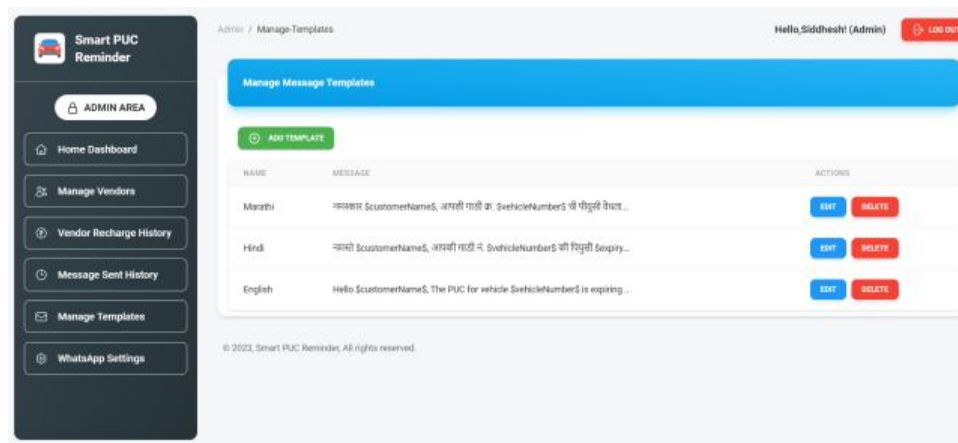 Smart PUC
Reminder
ADMIN AREA
Home Dashboard
Manage Vendors
Vendor Recharge History
Message Sent History
Manage Templates
WhatsApp Settings
Admin / Manage-Templates
Hello,Siddhesh! (Admin)
LOG OUT
Manage Message Templates
ADD TEMPLATE
NAME MESSAGE ACTIONS
Marathi नमस्कार $customerName$, आपली गाडी क्र. $vehicleNumber$ ची पीयुसी वैधता... EDIT DELETE
Hindi नमस्ते $customerName$, आपकी गाडी नं. $vehicleNumber$ की पियुसी $expiry... EDIT DELETE
English Hello $customerName$, The PUC for vehicle $vehicleNumber$ is expiring... EDIT DELETE
© 2023, Smart PUC Reminder, All rights reserved.